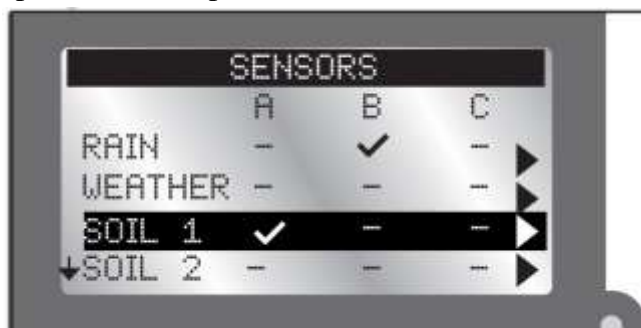 SENSORS
A B C
RAIN – ✓ – ▶
WEATHER – – – ▶
SOIL 1 ✓ – – ▶
↓SOIL 2 – – – ▶